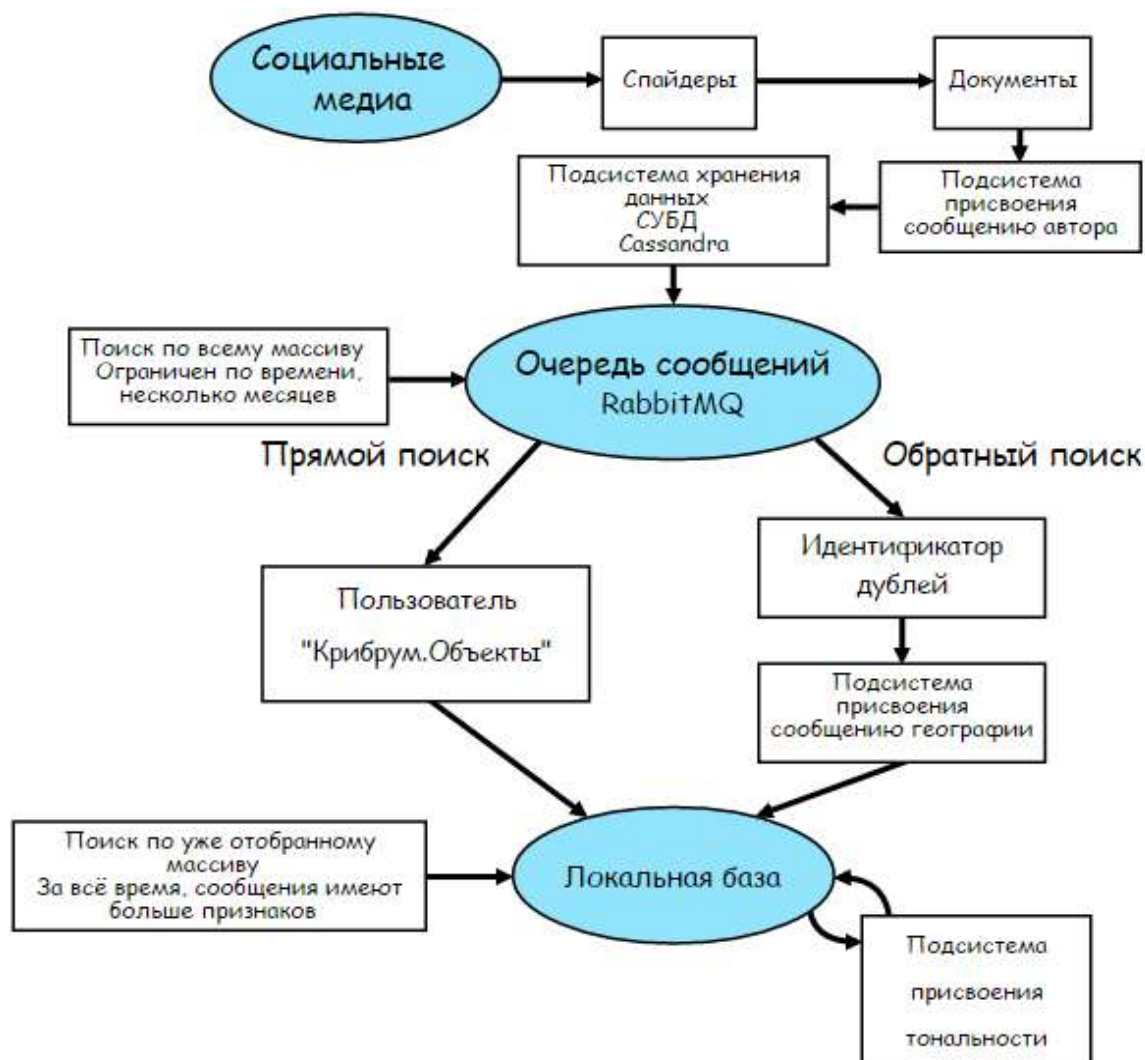 Социальные
медиа
Спайдеры
Документы
Подсистема хранения
данных
СУБД
Cassandra
Подсистема
присвоения
сообщению автора
Поиск по всему массиву
Ограничен по времени,
несколько месяцев
Очередь сообщений
RabbitMQ
Прямой поиск
Обратный поиск
Идентификатор
дублей
Пользователь
"Крибрум.Объекты"
Подсистема
присвоения
сообщению географии
Поиск по уже отобранному
массиву
За всё время, сообщения имеют
больше признаков
Локальная база
Подсистема
присвоения
тональности